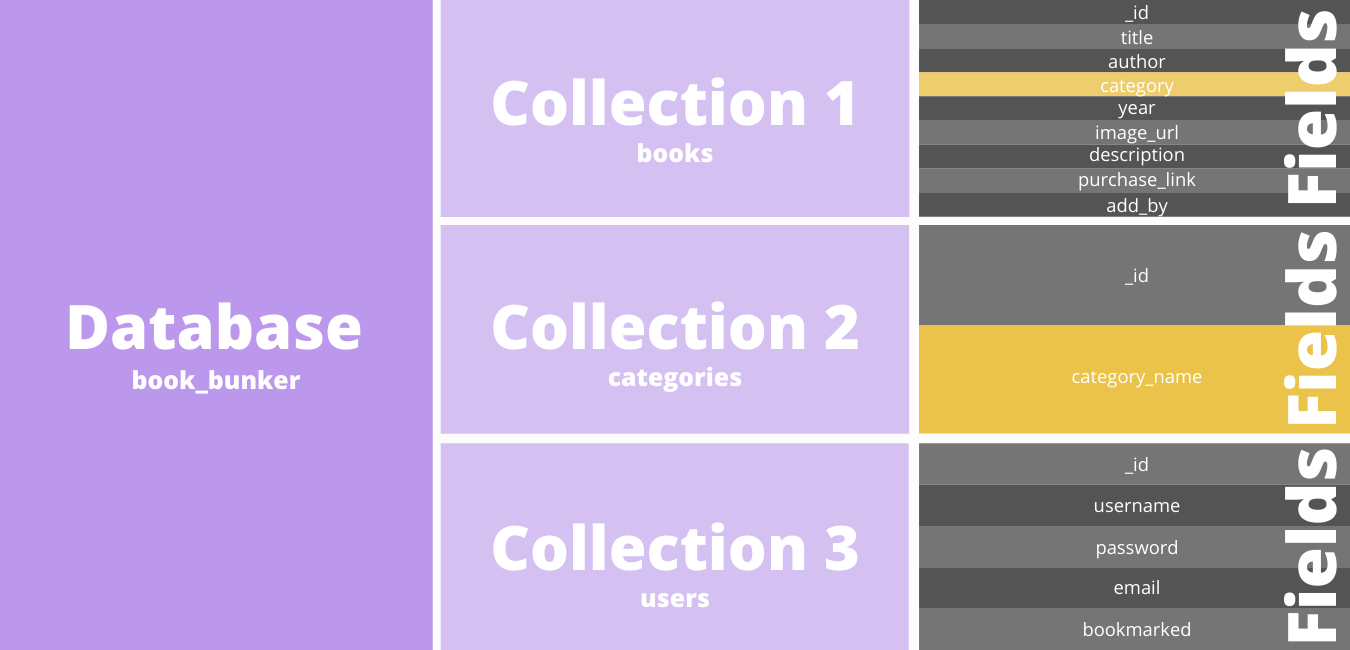 Database
book_bunker
Collection 1
books
_id
title
author
category
year
image_url
description
purchase_link
add_by
Fields
Collection 2
categories
_id
category_name
Fields
Collection 3
users
_id
username
password
email
bookmarked
Fields